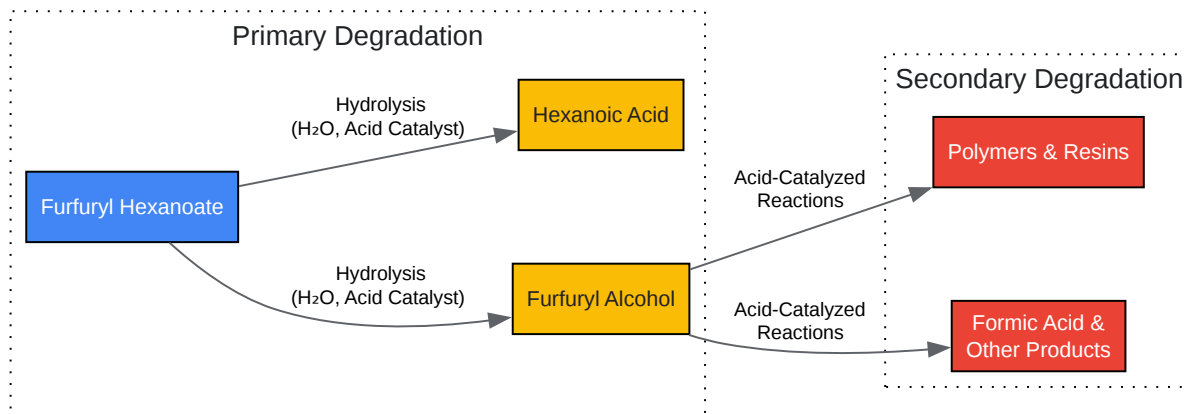 Primary Degradation
Hydrolysis
(H₂O, Acid Catalyst)
Hexanoic Acid
Furfuryl Hexanoate
Hydrolysis
(H₂O, Acid Catalyst)
Furfuryl Alcohol
Secondary Degradation
Acid-Catalyzed
Reactions
Polymers & Resins
Acid-Catalyzed
Reactions
Formic Acid &
Other Products